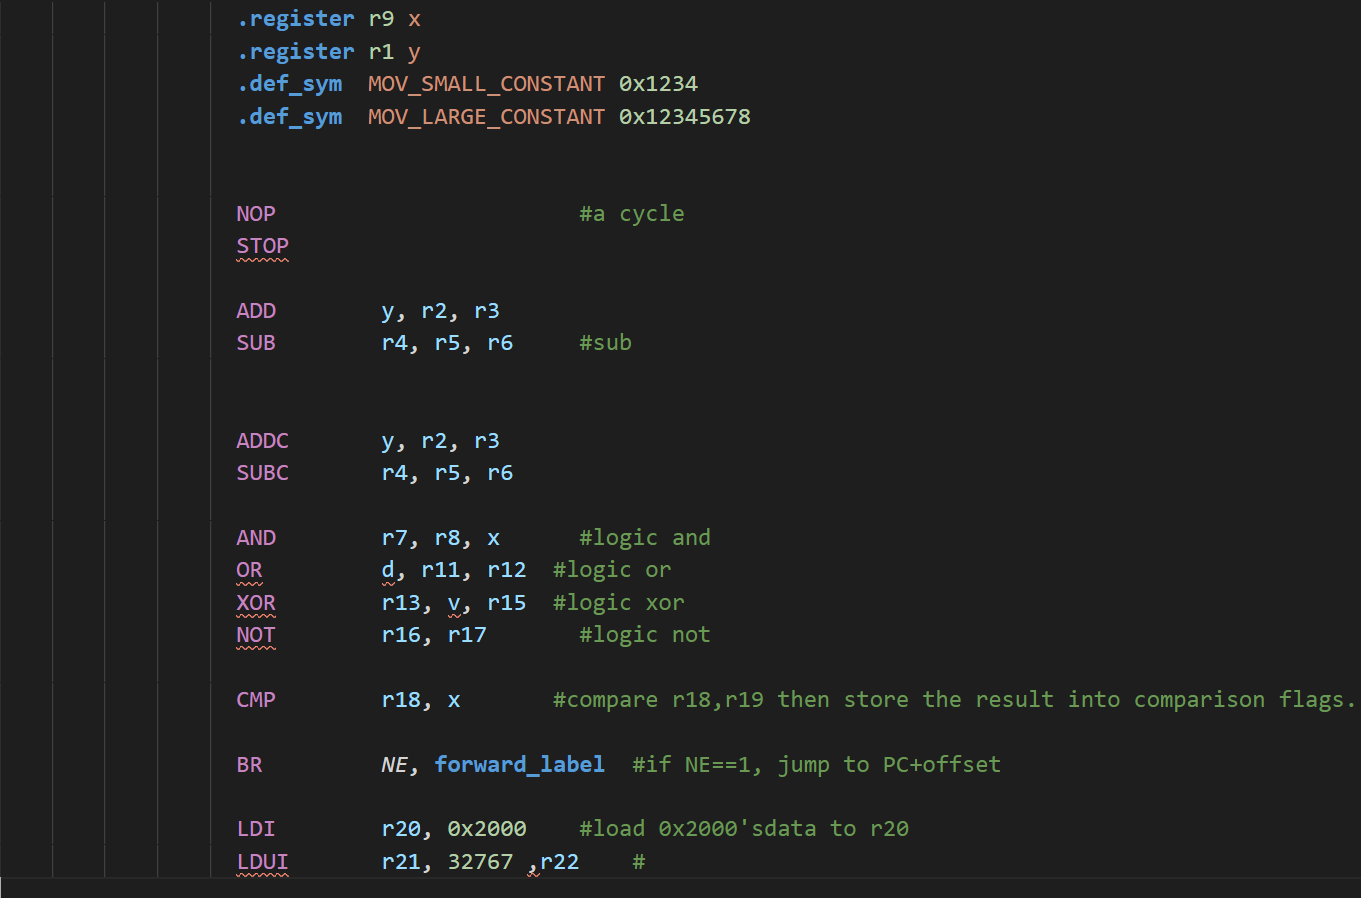 .register r9 x
.register r1 y
.def_sym  MOV_SMALL_CONSTANT 0x1234
.def_sym  MOV_LARGE_CONSTANT 0x12345678
NOP                       #a cycle
STOP
ADD        y, r2, r3
SUB        r4, r5, r6     #sub
ADDC       y, r2, r3
SUBC       r4, r5, r6
AND        r7, r8, x      #logic and
OR         d, r11, r12  #logic or
XOR        r13, v, r15  #logic xor
NOT        r16, r17       #logic not
CMP        r18, x       #compare r18,r19 then store the result into comparison flags.
BR         NE, forward_label  #if NE==1, jump to PC+offset
LDI        r20, 0x2000    #load 0x2000'sdata to r20
LDUI       r21, 32767 ,r22    #